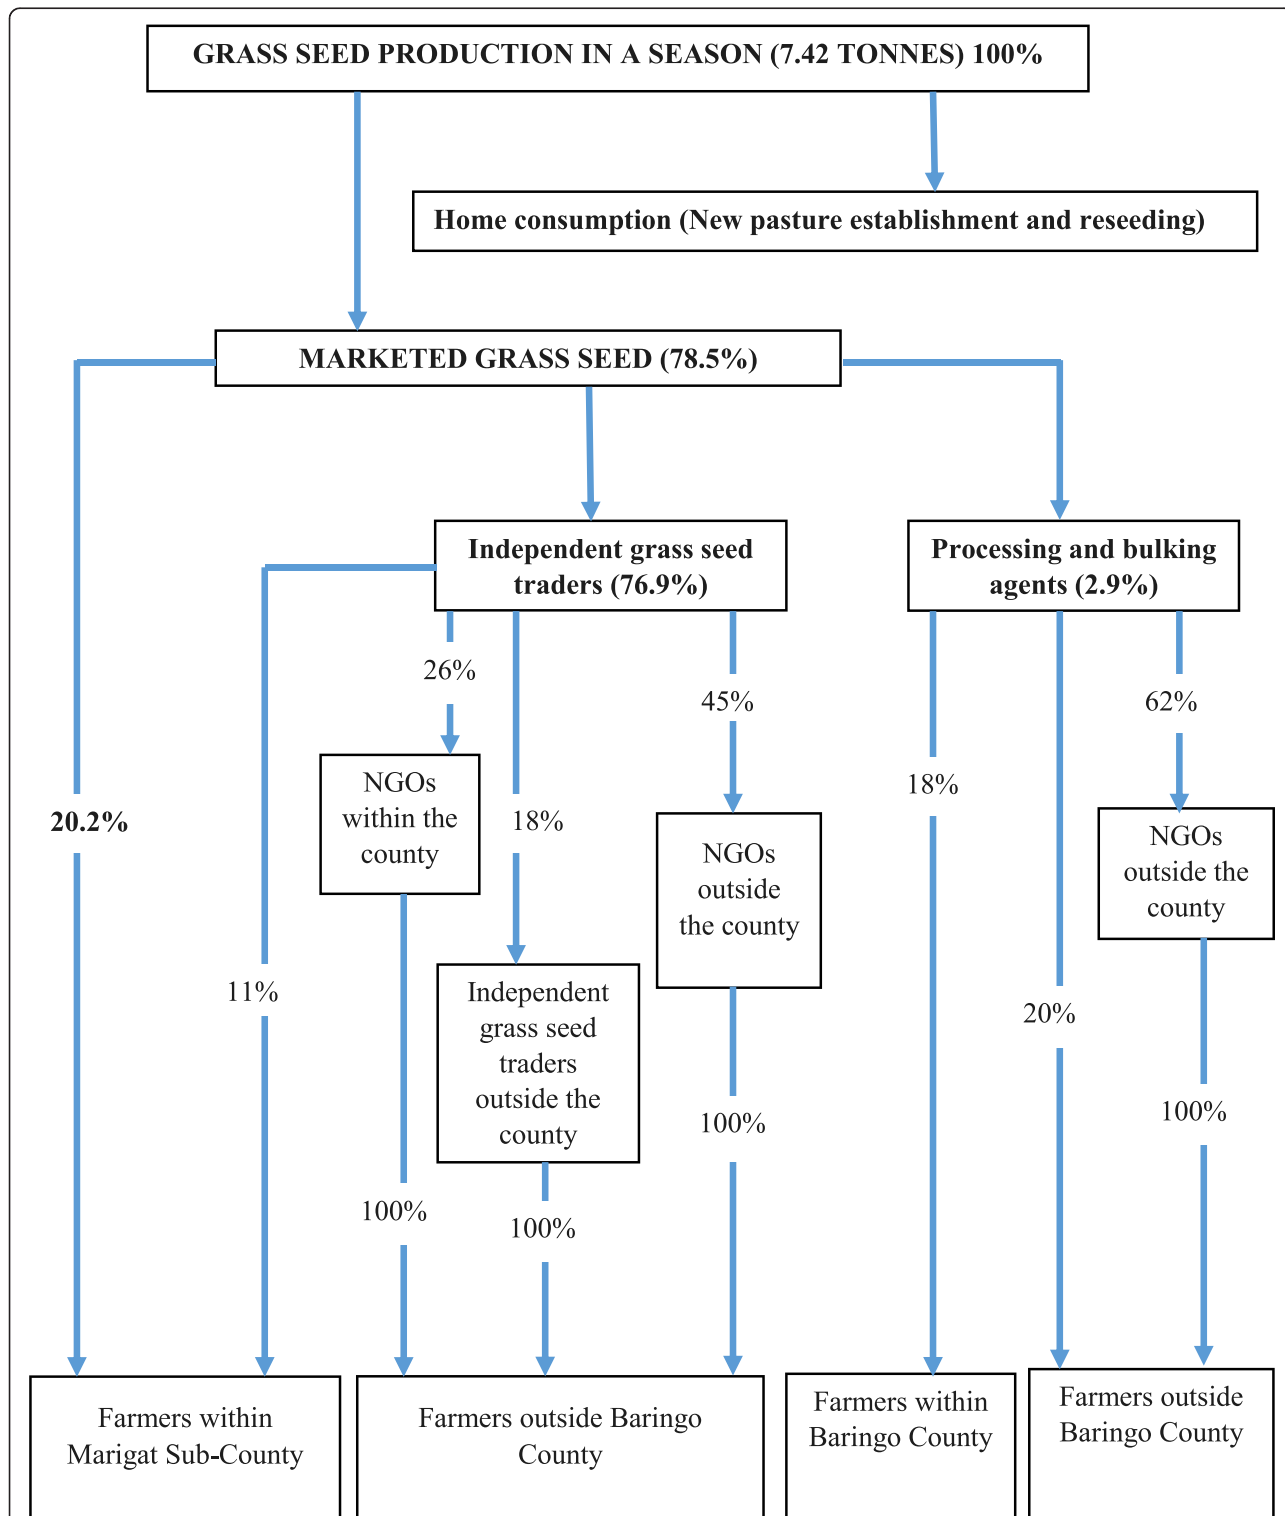 GRASS SEED PRODUCTION IN A SEASON (7.42 TONNES) 100%
Home consumption (New pasture establishment and reseeding)
MARKETED GRASS SEED (78.5%)
Independent grass seed
traders (76.9%)
Processing and bulking
agents (2.9%)
26%
45%
62%
18%
20.2%
18%
NGOs
within the
county
NGOs
outside
the county
NGOs
outside the
county
11%
Independent
grass seed
traders
outside the
county
20%
100%
100%
100%
100%
Farmers within
Marigat Sub-County
Farmers outside Baringo
County
Farmers within
Baringo County
Farmers outside
Baringo County